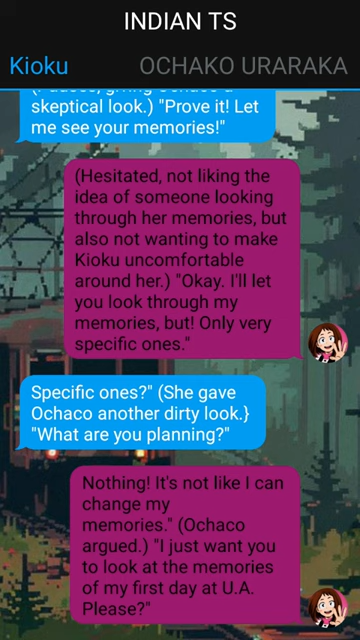 INDIAN TS
Kioku
OCHAKO URARAKA
skeptical look.) "Prove it! Let
me see your memories!"
(Hesitated, not liking the
idea of someone looking
through her memories, but
also not wanting to make
Kioku uncomfortable
around her.) "Okay. I'll let
you look through my
memories, but! Only very
specific ones."
Specific ones?" (She gave
Ochaco another dirty look.}
"What are you planning?"
Nothing! It's not like I can
change my
memories." (Ochaco
argued.) "I just want you
to look at the memories
of my first day at U.A.
Please?"